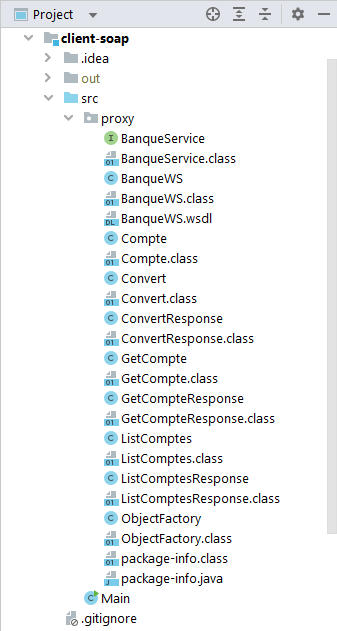 Project
client-soap
.idea
out
src
proxy
BanqueService
BanqueService.class
BanqueWS
BanqueWS.class
BanqueWS.wsdl
Compte
Compte.class
Convert
Convert.class
ConvertResponse
ConvertResponse.class
GetCompte
GetCompte.class
GetCompteResponse
GetCompteResponse.class
ListComptes
ListComptes.class
ListComptesResponse
ListComptesResponse.class
ObjectFactory
ObjectFactory.class
package-info.class
package-info.java
Main
.gitignore